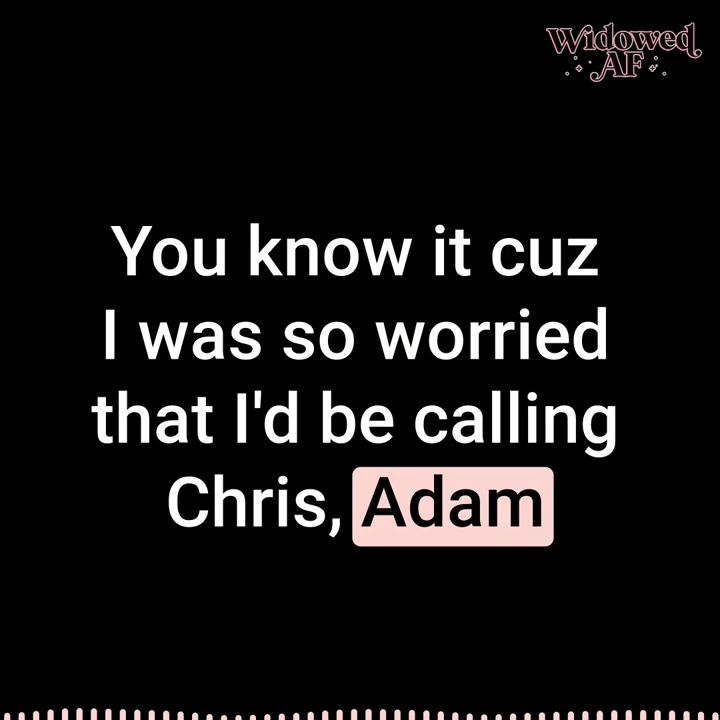 Widowed
AF
You know it cuz
I was so worried
that I'd be calling
Chris, Adam